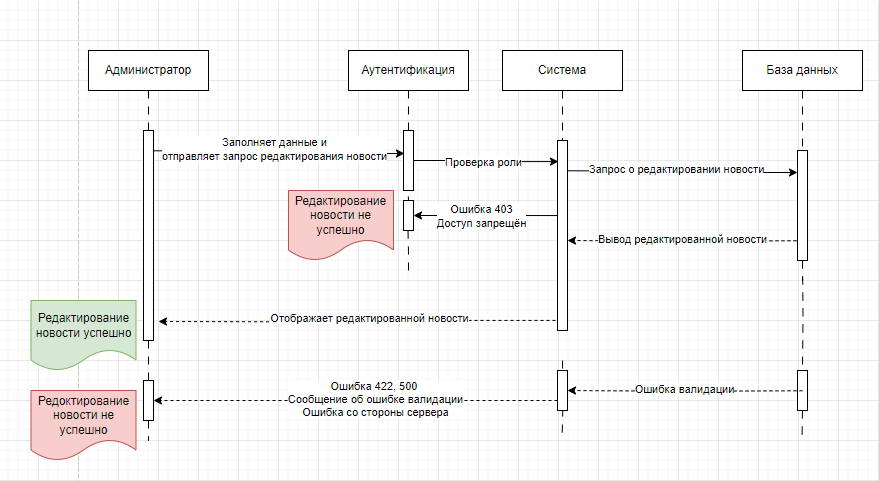 Администратор
Аутентификация
Система
База данных
Заполняет данные и
отправляет запрос редактирования новости
Проверка роли
Запрос о редактировании новости
Редактирование
новости не
успешно
Ошибка 403
Доступ запрещён
Вывод редактированной новости
Редактирование
новости успешно
Отображает редактированной новости
Редоктирование
новости не
успешно
Ошибка 422, 500
Сообщение об ошибке валидации
Ошибка со стороны сервера
Ошибка валидации